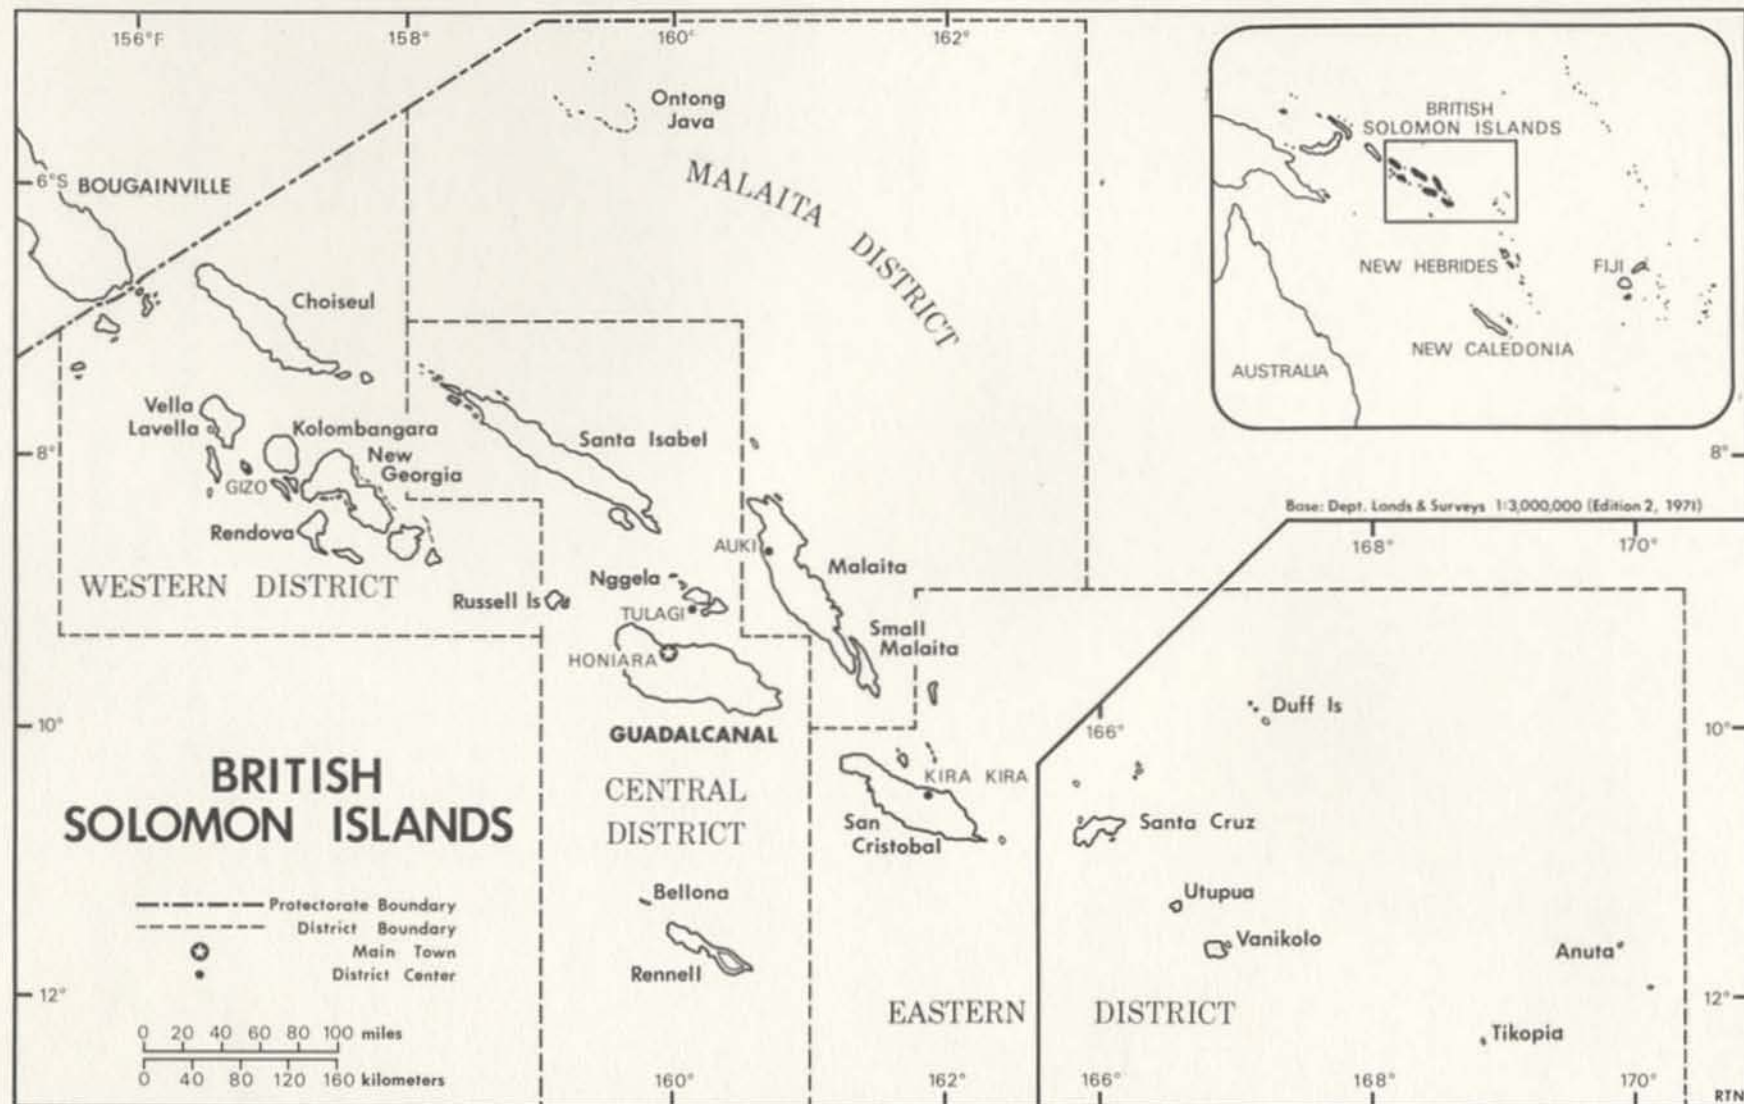 156°F
158°
160°
162°
Ontong
Java
6°S
BOUGAINVILLE
MALAITA DISTRICT
BRITISH
SOLOMON ISLANDS
NEW HEBRIDES
FIJI
NEW CALEDONIA
AUSTRALIA
Choiseul
Vella
Lavella
Kolombangara
New
Georgia
GIZO
Rendova
8°
Santa Isabel
8°
Base: Dept. Lands & Surveys 1:3,000,000 (Edition 2, 1971)
168°
170°
AUKI
Malaita
WESTERN DISTRICT
Russell Is
Nggela
TULAGI
Small
Malaita
HONIARA
GUADALCANAL
10°
166°
Duff Is
10°
BRITISH
SOLOMON ISLANDS
CENTRAL
DISTRICT
KIRA KIRA
San
Cristobal
Santa Cruz
Utupua
Vanikolo
Anuta
Bellona
Rennell
Protectorate Boundary
District Boundary
Main Town
District Center
12°
EASTERN DISTRICT
12°
Tikopia
0 20 40 60 80 100 miles
0 40 80 120 160 kilometers
160°
162°
166°
168°
170°
RTN